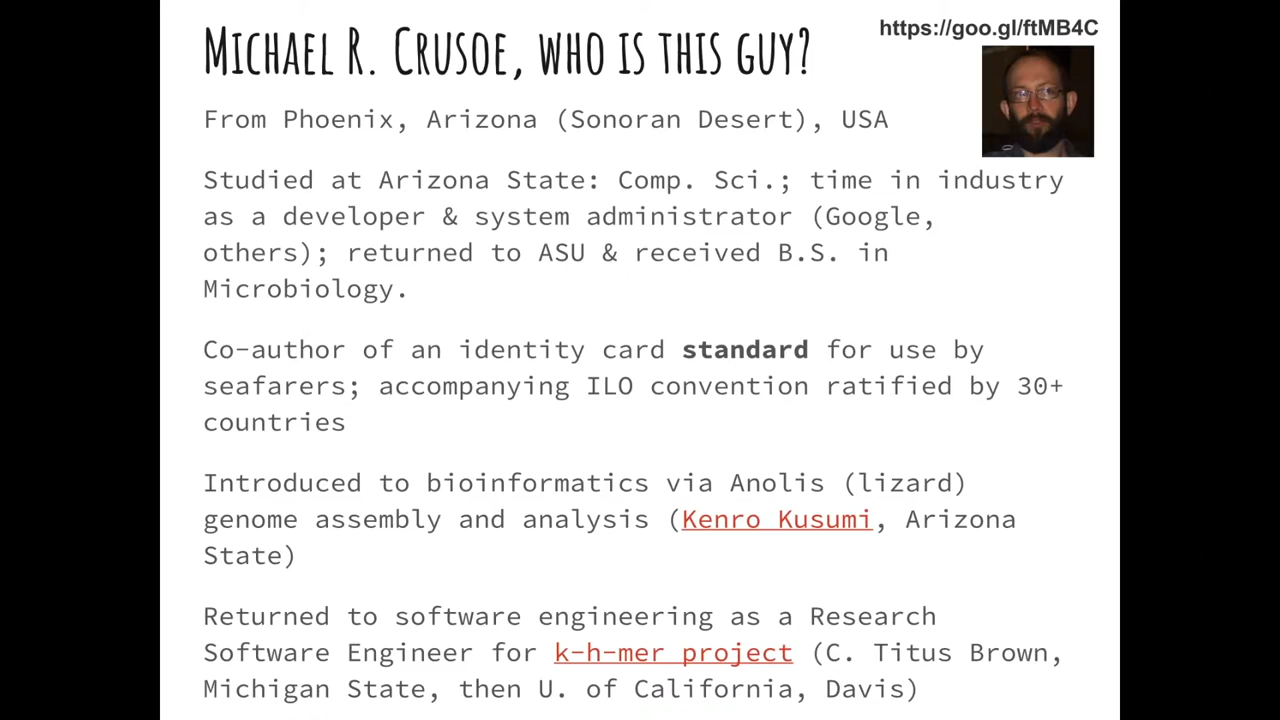 Michael R. Crusoe, who is this guy?
https://goo.gl/ftMB4C
From Phoenix, Arizona (Sonoran Desert), USA
Studied at Arizona State: Comp. Sci.; time in industry
as a developer & system administrator (Google,
others); returned to ASU & received B.S. in
Microbiology.
Co-author of an identity card standard for use by
seafarers; accompanying ILO convention ratified by 30+
countries
Introduced to bioinformatics via Anolis (lizard)
genome assembly and analysis (Kenro Kusumi, Arizona
State)
Returned to software engineering as a Research
Software Engineer for k-h-mer project (C. Titus Brown,
Michigan State, then U. of California, Davis)